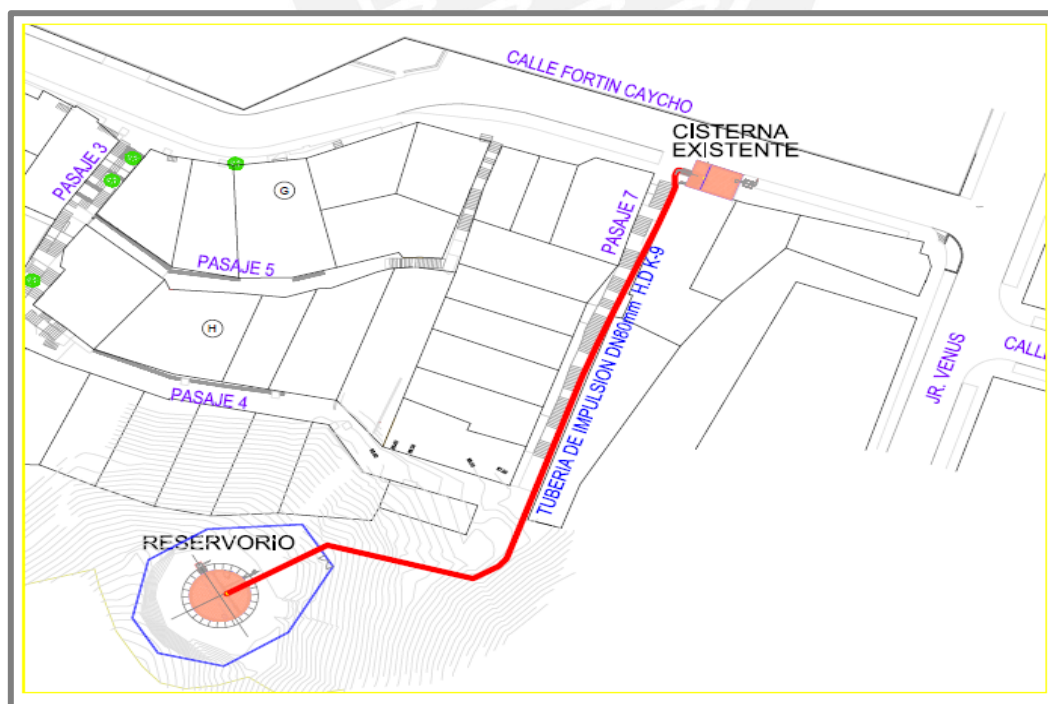 CALLE FORTIN CAYCHO
CISTERNA
EXISTENTE
PASAJE 3
G
PASAJE 7
PASAJE 5
H
TUBERIA DE IMPULSION DN80mm H.D K-9
JR. VENUS
CALL
PASAJE 4
RESERVORIO